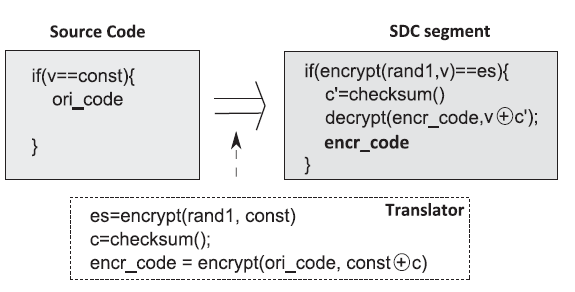 Source Code
if(v==const){
ori_code
}
SDC segment
if(encrypt(rand1,v)==es){
c'=checksum()
decrypt(encr_code,v⊕c');
encr_code
}
Translator
es=encrypt(rand1, const)
c=checksum();
encr_code = encrypt(ori_code, const⊕c)